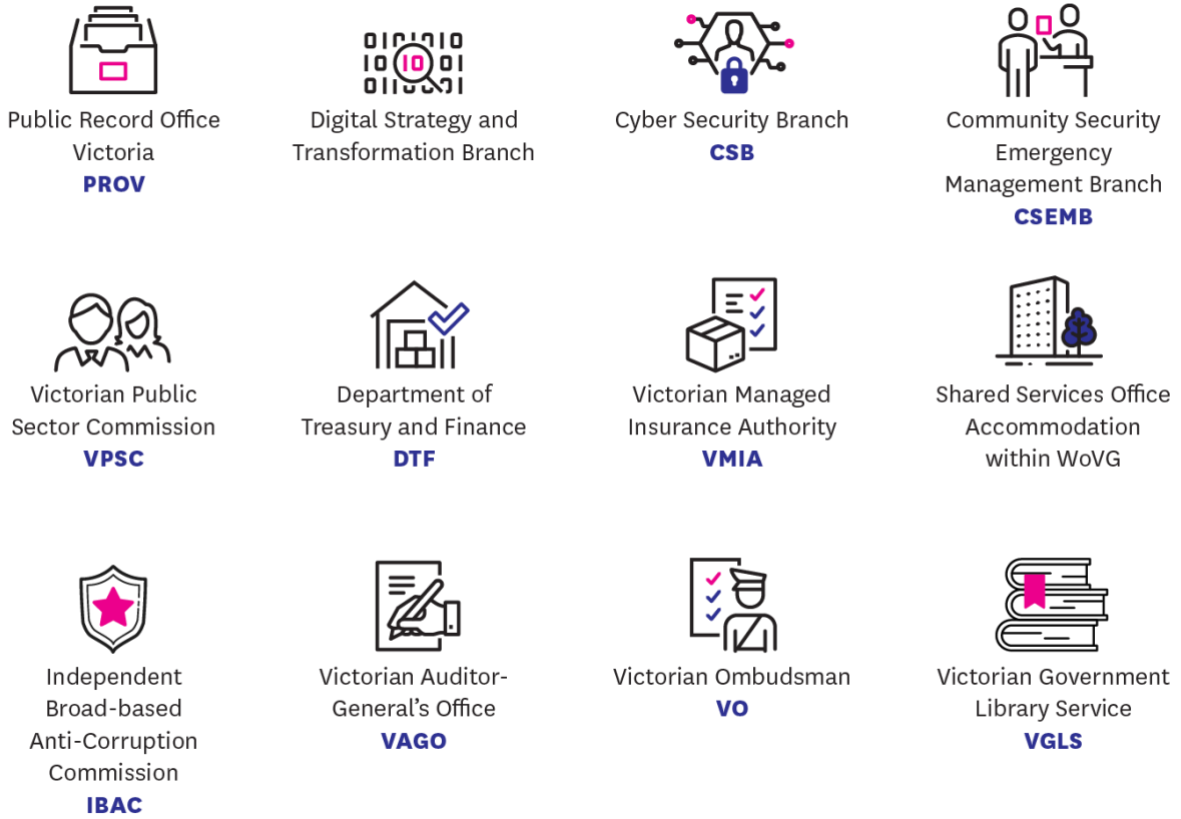 Public Record Office
Victoria
PROV
Digital Strategy and
Transformation Branch
Cyber Security Branch
CSB
Community Security
Emergency
Management Branch
CSEMB
Victorian Public
Sector Commission
VPSC
Department of
Treasury and Finance
DTF
Victorian Managed
Insurance Authority
VMIA
Shared Services Office
Accommodation
within WoVG
Independent
Broad-based
Anti-Corruption
Commission
IBAC
Victorian Auditor-
General's Office
VAGO
Victorian Ombudsman
VO
Victorian Government
Library Service
VGLS